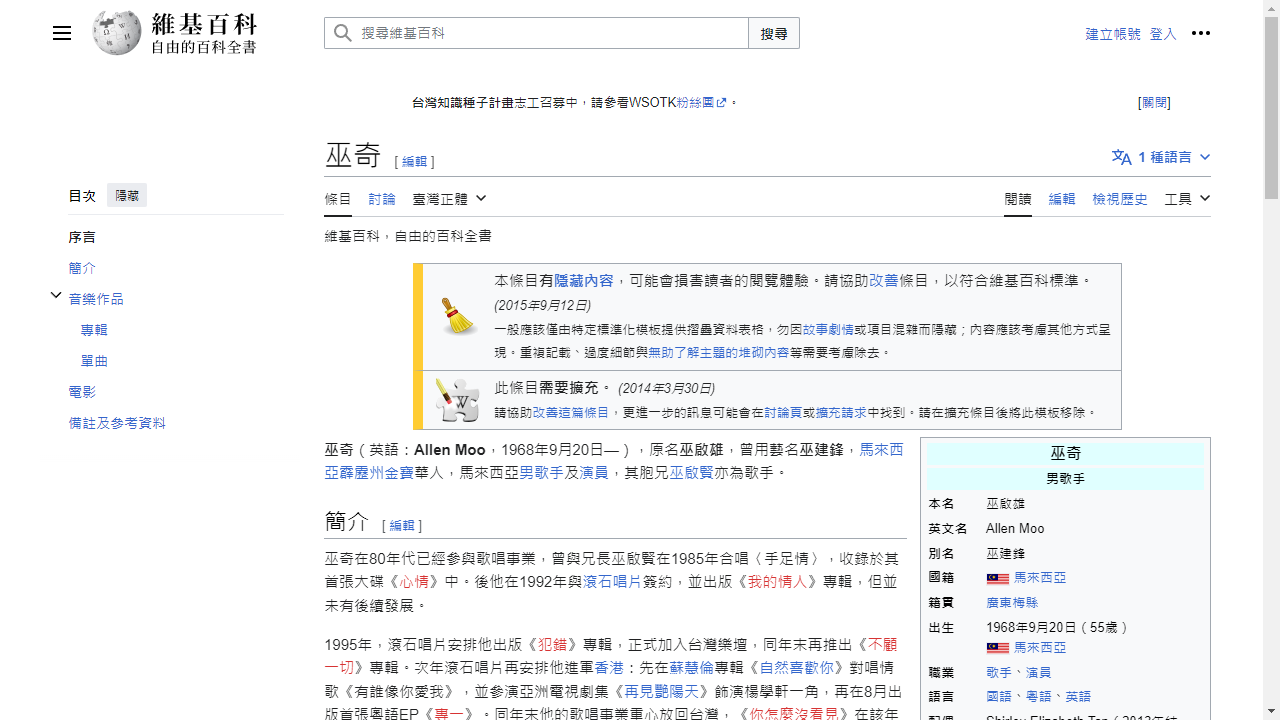 維基百科
自由的百科全書
搜尋維基百科
搜尋
建立帳號 登入
台灣知識種子計畫志工召募中，請參看WSOTK粉絲團。
[關閉]
巫奇 [ 編輯 ]
1 種語言
目次 隱藏
條目 討論 臺灣正體
閱讀 編輯 檢視歷史 工具
序言
簡介
音樂作品
專輯
單曲
電影
備註及參考資料
維基百科，自由的百科全書
本條目有隱藏內容，可能會損害讀者的閱覽體驗。請協助改善條目，以符合維基百科標準。
(2015年9月12日)
一般應該僅由特定標準化模板提供摺疊資料表格，勿因故事劇情或項目混雜而隱藏；內容應該考慮其他方式呈
現。重複記載、過度細節與無助了解主題的堆砌內容等需要考慮除去。
此條目需要擴充。 (2014年3月30日)
請協助改善這篇條目，更進一步的訊息可能會在討論頁或擴充請求中找到。請在擴充條目後將此模板移除。
巫奇（英語：Allen Moo，1968年9月20日—），原名巫啟雄，曾用藝名巫建鋒，馬來西
亞霹靂州金寶華人，馬來西亞男歌手及演員，其胞兄巫啟賢亦為歌手。
簡介 [ 編輯 ]
巫奇在80年代已經參與歌唱事業，曾與兄長巫啟賢在1985年合唱〈手足情〉，收錄於其
首張大碟《心情》中。後他在1992年與滾石唱片簽約，並出版《我的情人》專輯，但並
未有後續發展。
1995年，滾石唱片安排他出版《犯錯》專輯，正式加入台灣樂壇，同年末再推出《不顧
一切》專輯。次年滾石唱片再安排他進軍香港：先在蘇慧倫專輯《自然喜歡你》對唱情
歌《有誰像你愛我》，並參演亞洲電視劇集《再見艷陽天》飾演楊學軒一角，再在8月出
版首張粵語EP《專一》。同年末他的歌唱事業重心放回台灣，《你怎麼沒看見》在該年
巫奇
男歌手
本名 巫啟雄
英文名 Allen Moo
別名 巫建鋒
國籍 馬來西亞
籍貫 廣東梅縣
出生 1968年9月20日（55歲）
馬來西亞
職業 歌手、演員
語言 國語、粵語、英語